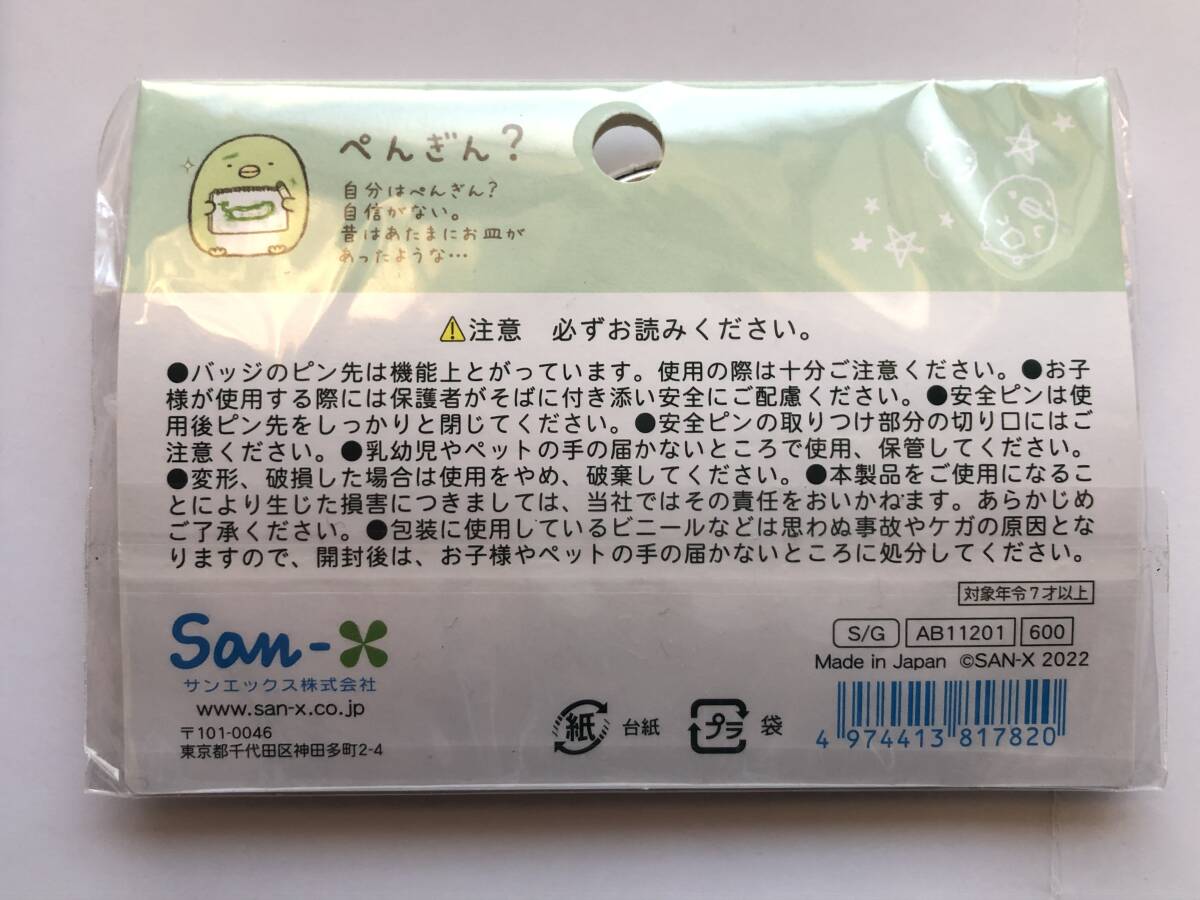 ぺんぎん?
自分はぺんぎん?
自信がない。
昔はあたまにお皿が
あったような…
注意 必ずお読みください。
●バッジのピン先は機能上とがっています。使用の際は十分ご注意ください。●お子
様が使用する際には保護者がそばに付き添い安全にご配慮ください。●安全ピンは使
用後ピン先をしっかりと閉じてください。●安全ピンの取りつけ部分の切り口にはご
注意ください。●乳幼児やペットの手の届かないところで使用、保管してください。
●変形、破損した場合は使用をやめ、破棄してください。●本製品をご使用になるこ
とにより生じた損害につきましては、当社ではその責任をおいかねます。あらかじめ
ご了承ください。●包装に使用しているビニールなどは思わぬ事故やケガの原因とな
りますので、開封後は、お子様やペットの手の届かないところに処分してください。
対象年令7才以上
S/G AB11201 600
Made in Japan ©SAN-X 2022
San-X
サンエックス株式会社
www.san-x.co.jp
〒101-0046
東京都千代田区神田多町2-4
紙 台紙 プラ 袋
4 974413 817820